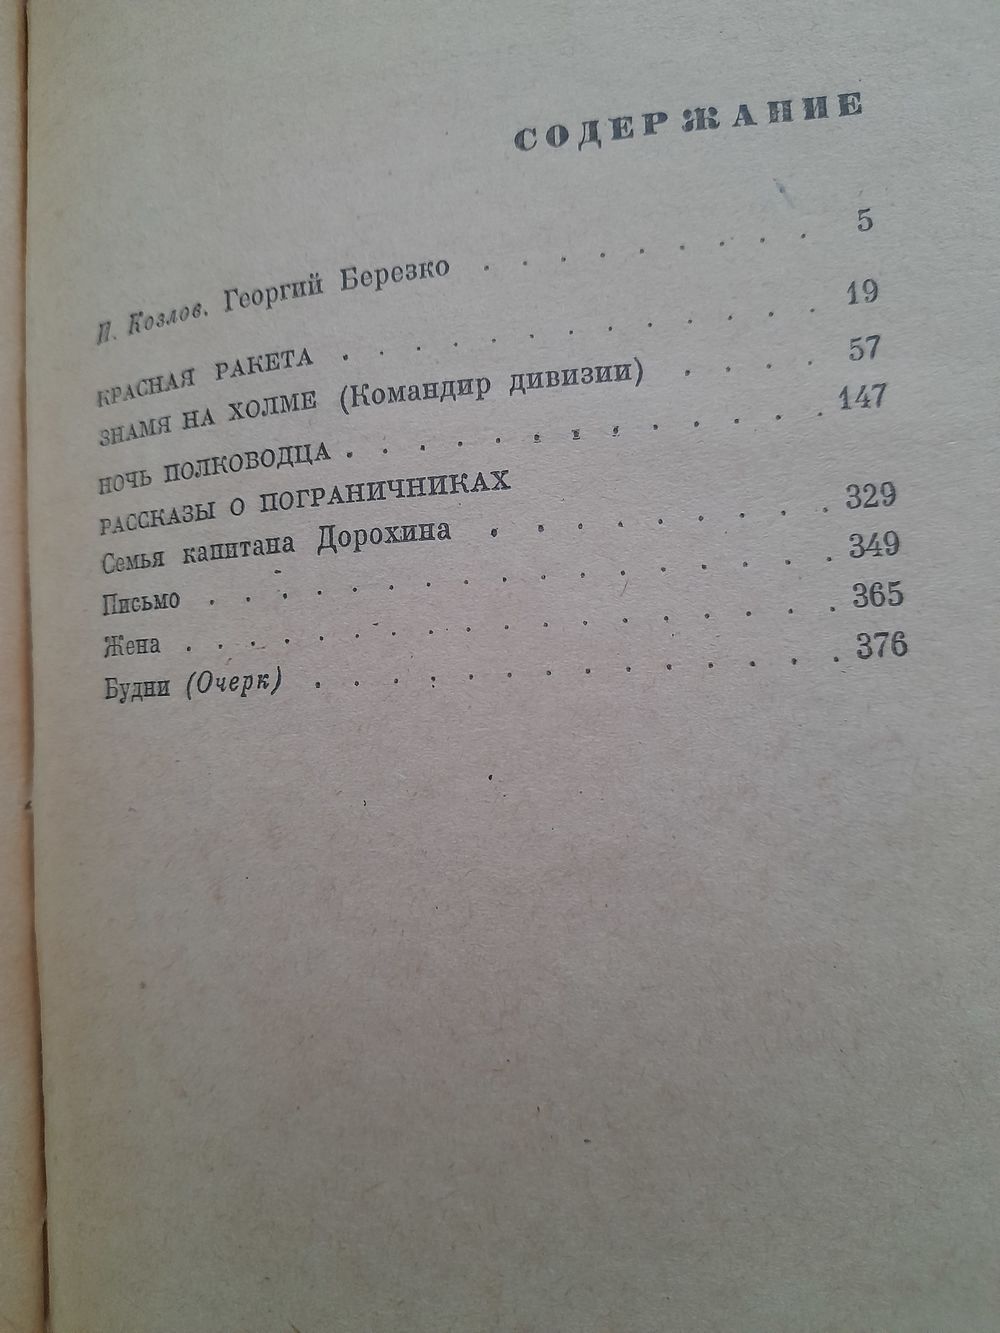 СОДЕРЖАНИЕ
И. Козлов. Георгий Березко . . . . . . . . . 5
КРАСНАЯ РАКЕТА . . . . . . . . . . . . . 19
ЗНАМЯ НА ХОЛМЕ (Командир дивизии) . . . . 57
НОЧЬ ПОЛКОВОДЦА . . . . . . . . . . . . . 147
РАССКАЗЫ О ПОГРАНИЧНИКАХ
Семья капитана Дорохина . . . . . . . . . 329
Письмо . . . . . . . . . . . . . . . . . 349
Жена . . . . . . . . . . . . . . . . . . 365
Будни (Очерк) . . . . . . . . . . . . . . 376